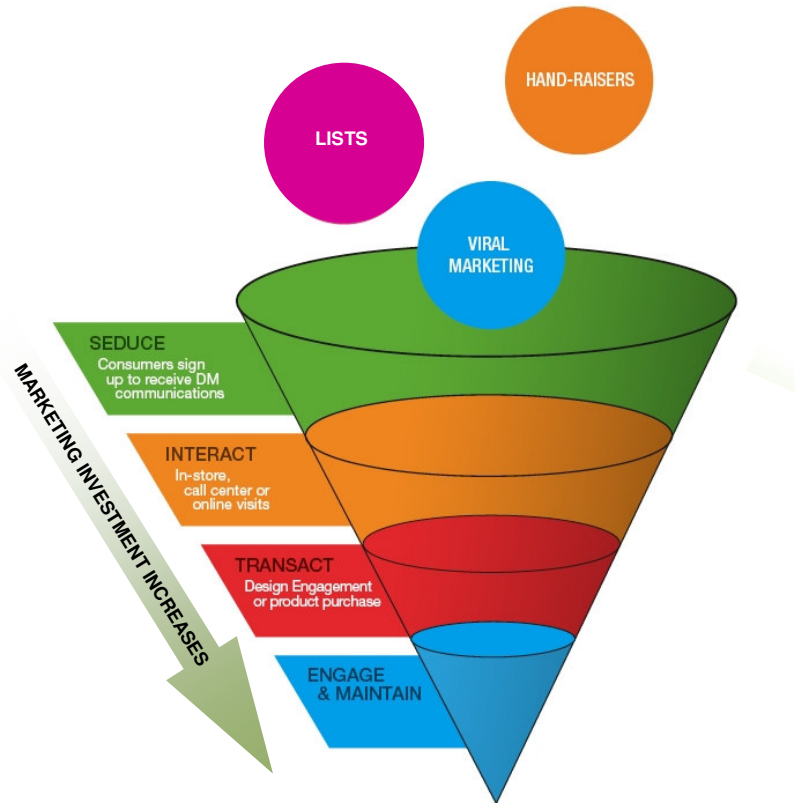 HAND-RAISERS
LISTS
VIRAL
MARKETING
SEDUCE
Consumers sign
up to receive DM
communications
MARKETING INVESTMENT INCREASES
INTERACT
In-store,
call center or
online visits
TRANSACT
Design Engagement
or product purchase
ENGAGE
& MAINTAIN